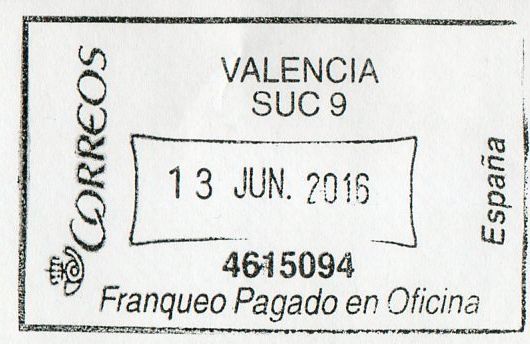 CORREOS
VALENCIA
SUC 9
13 JUN. 2016
4615094
Franqueo Pagado en Oficina
España